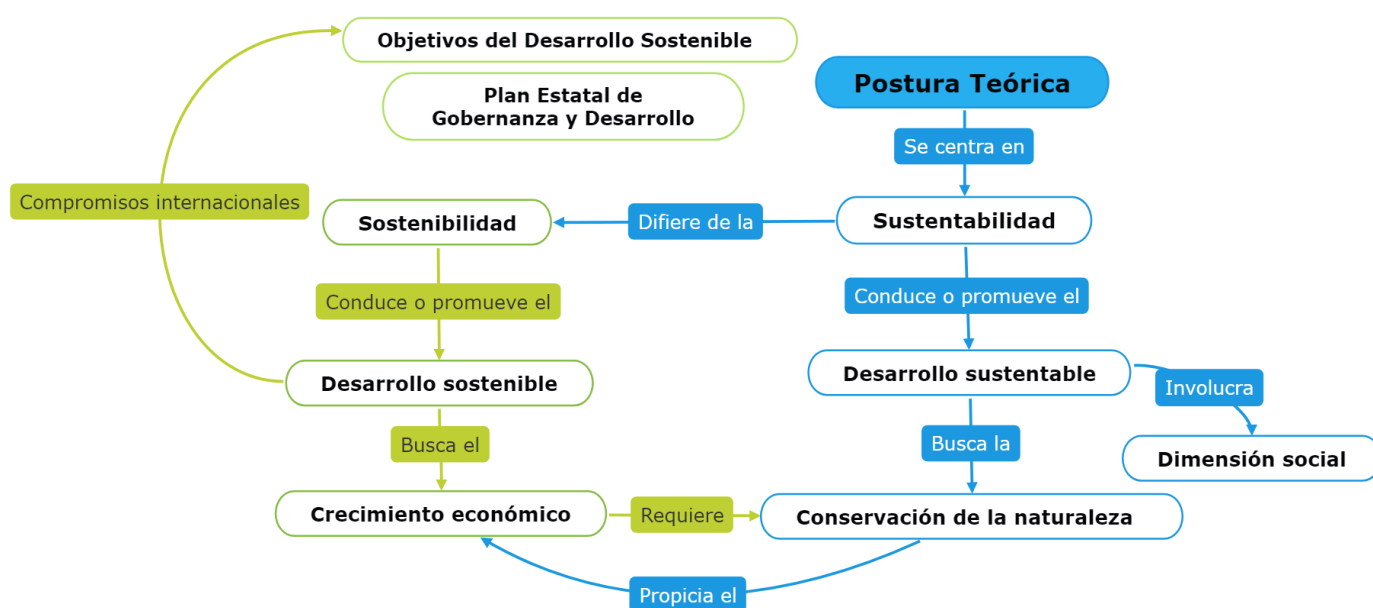 Objetivos del Desarrollo Sostenible
Plan Estatal de
Gobernanza y Desarrollo
Postura Teórica
Se centra en
Compromisos internacionales
Sostenibilidad
Difiere de la
Sustentabilidad
Conduce o promueve el
Conduce o promueve el
Desarrollo sostenible
Desarrollo sustentable
Involucra
Busca el
Busca la
Dimensión social
Crecimiento económico
Requiere
Conservación de la naturaleza
Propicia el